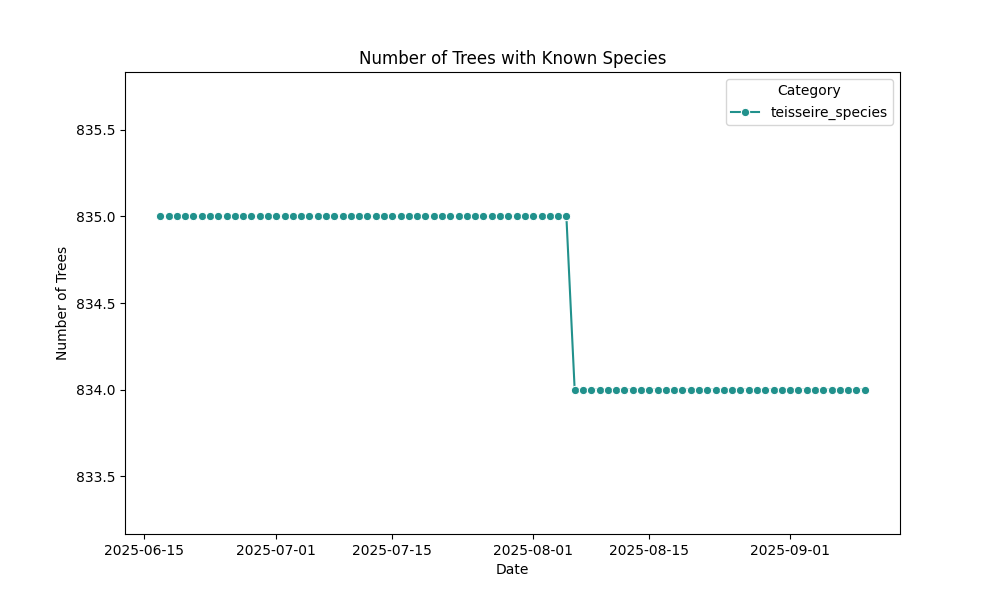 Number of Trees with Known Species
Category
teisseire_species
Number of Trees
835.5
835.0
834.5
834.0
833.5
2025-06-15
2025-07-01
2025-07-15
2025-08-01
2025-08-15
2025-09-01
Date